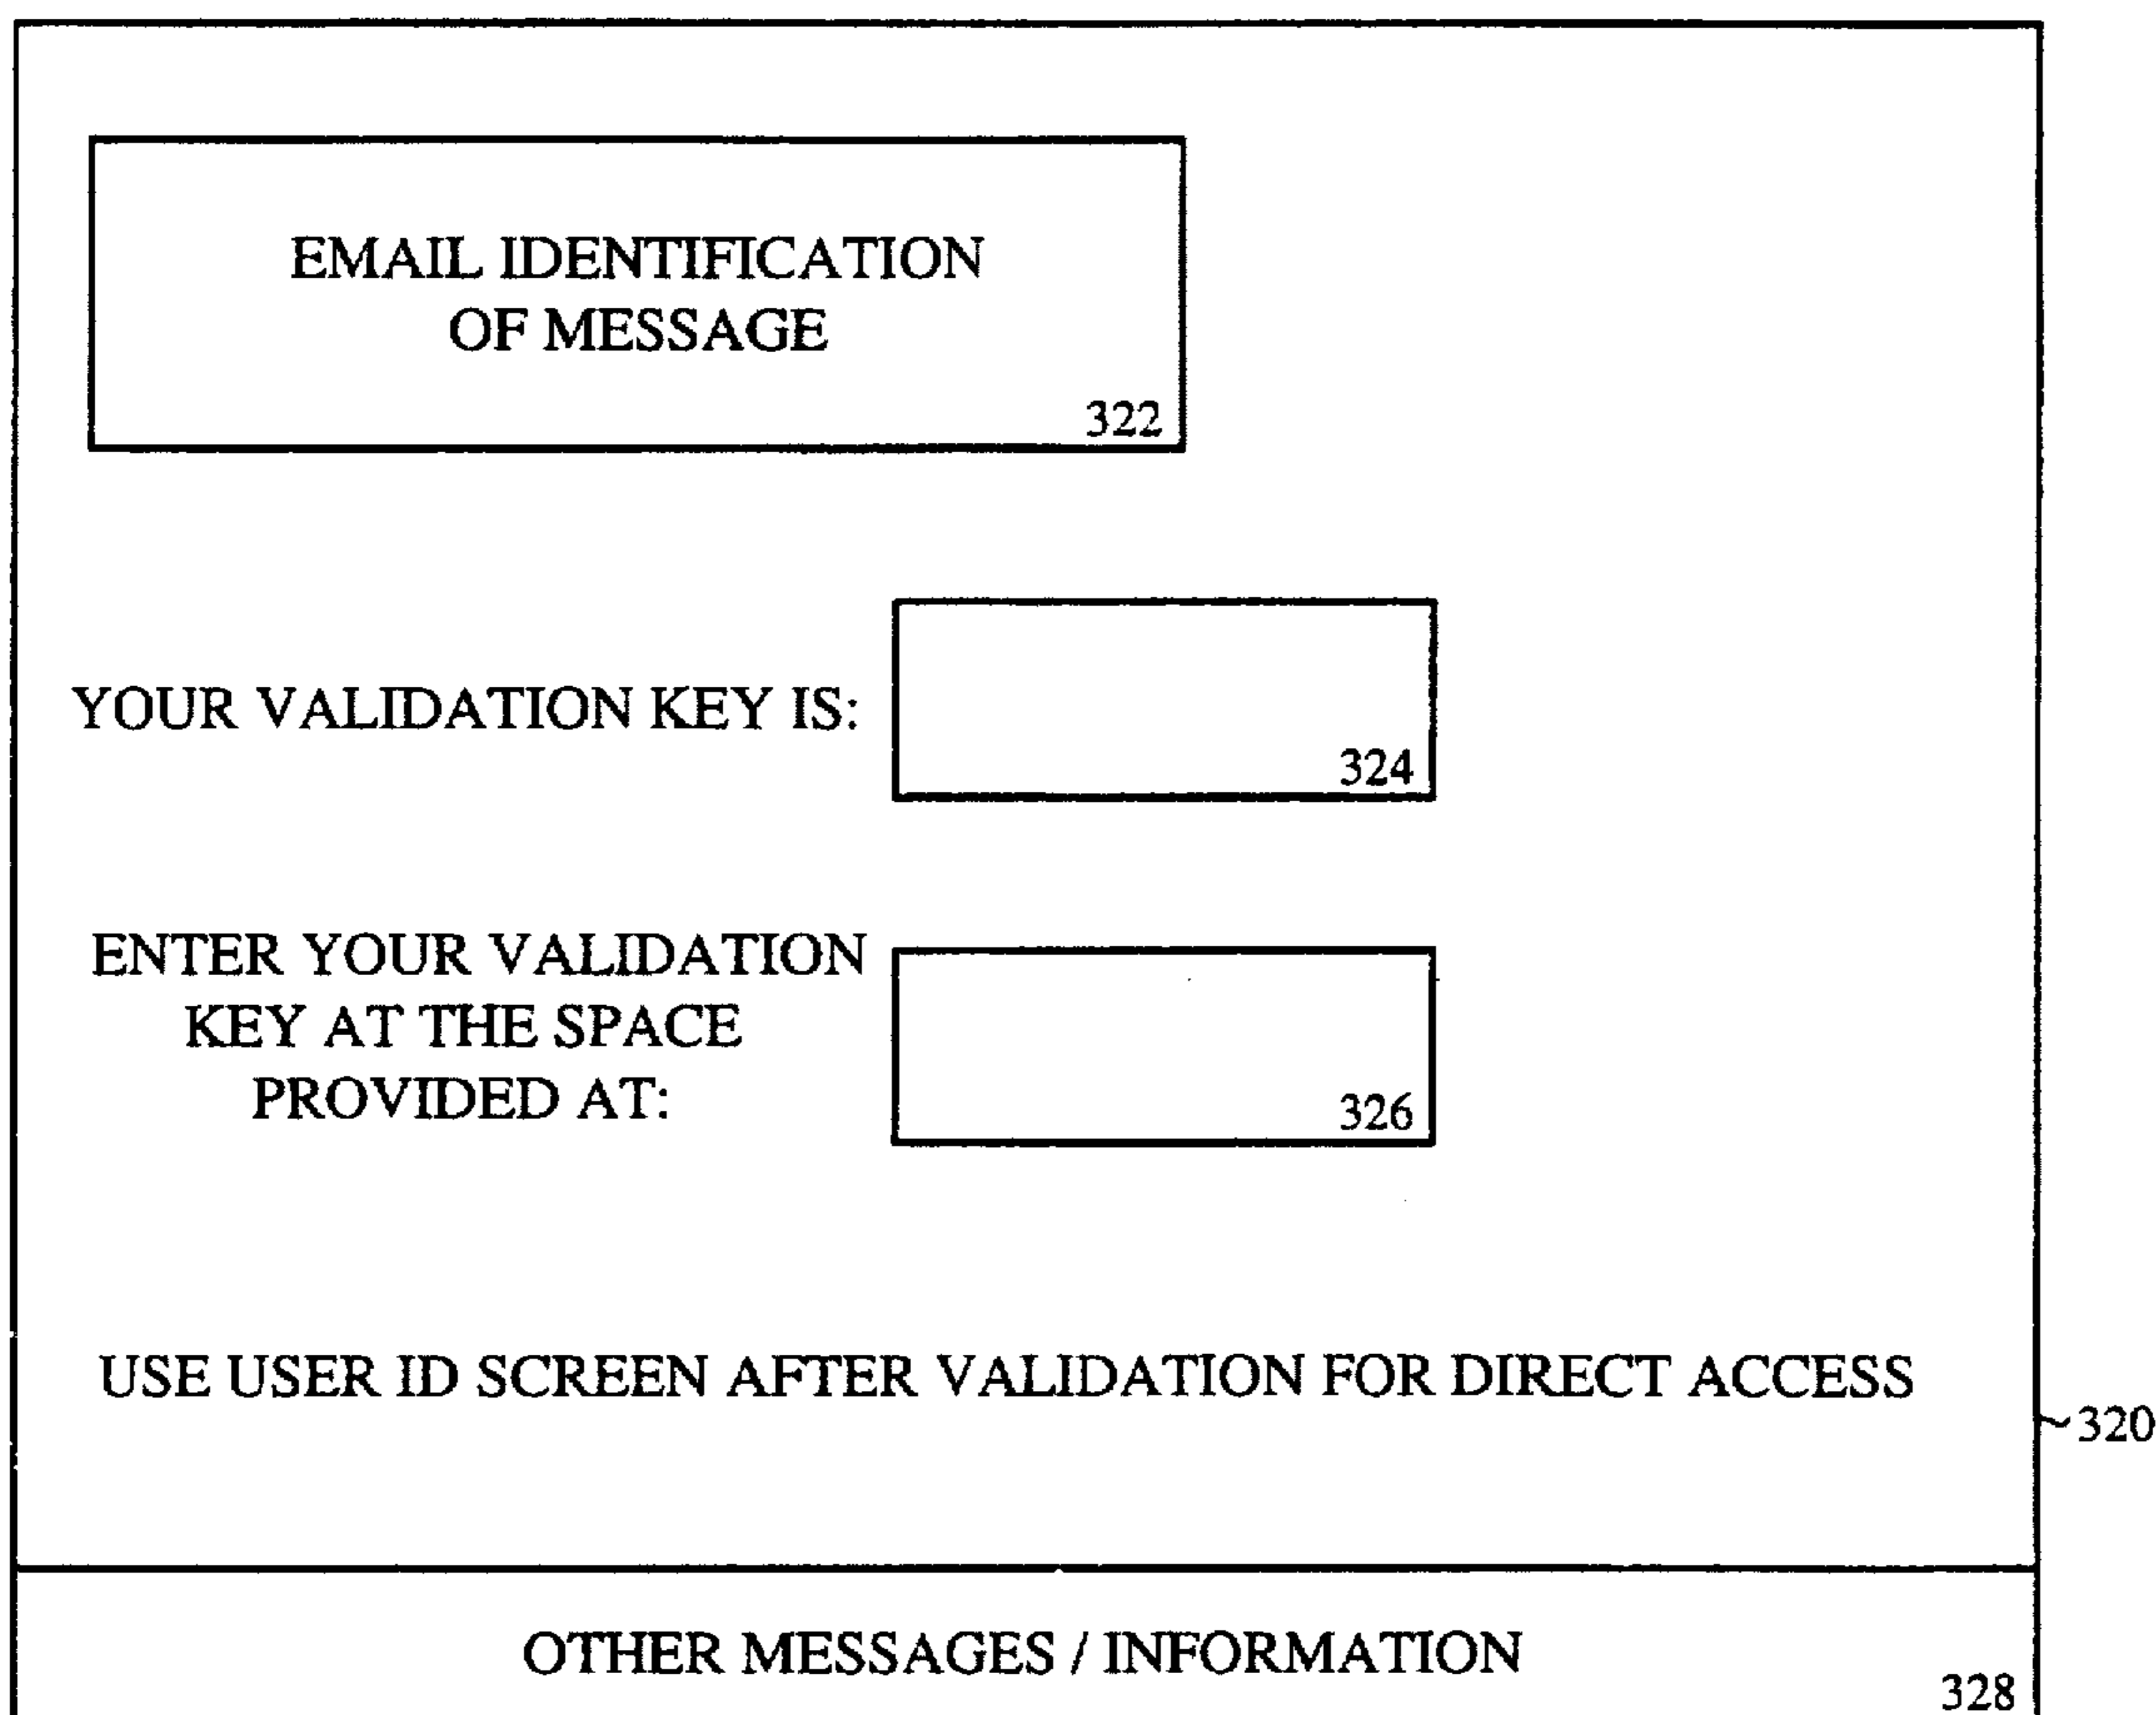 EMAIL IDENTIFICATION
OF MESSAGE
322
YOUR VALIDATION KEY IS:
324
ENTER YOUR VALIDATION
KEY AT THE SPACE
PROVIDED AT:
326
USE USER ID SCREEN AFTER VALIDATION FOR DIRECT ACCESS
320
OTHER MESSAGES / INFORMATION
328